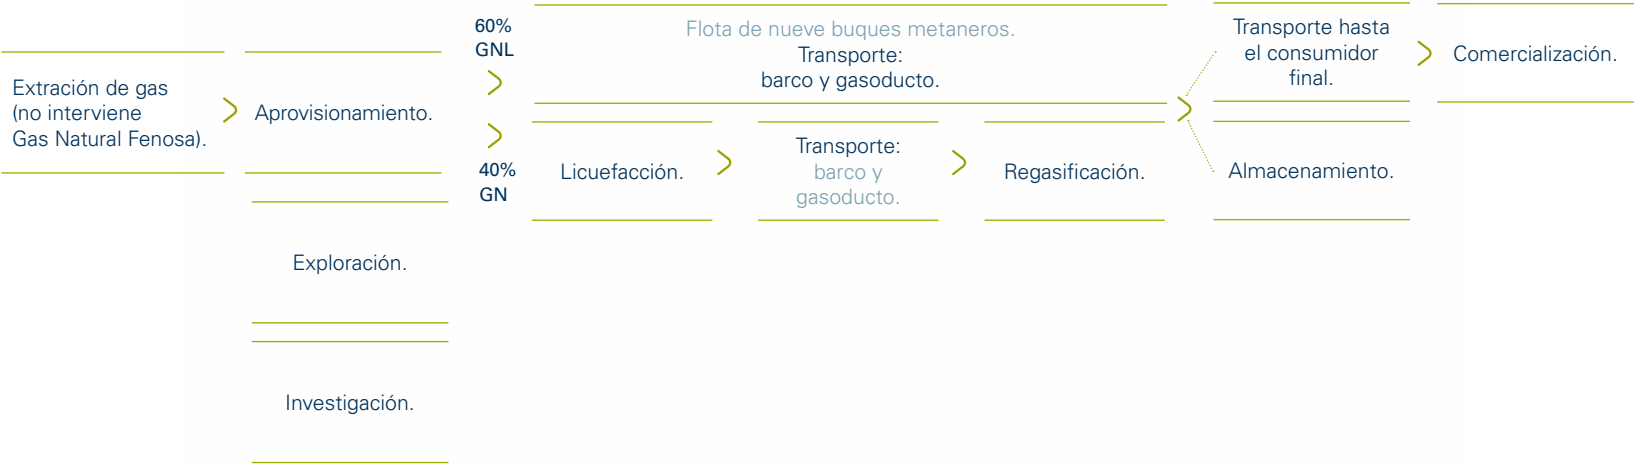 Extración de gas
(no interviene
Gas Natural Fenosa).
Aprovisionamiento.
Exploración.
Investigación.
60%
GNL
40%
GN
Flota de nueve buques metaneros.
Transporte:
barco y gasoducto.
Licuefacción.
Transporte:
barco y
gasoducto.
Regasificación.
Transporte hasta
el consumidor
final.
Almacenamiento.
Comercialización.